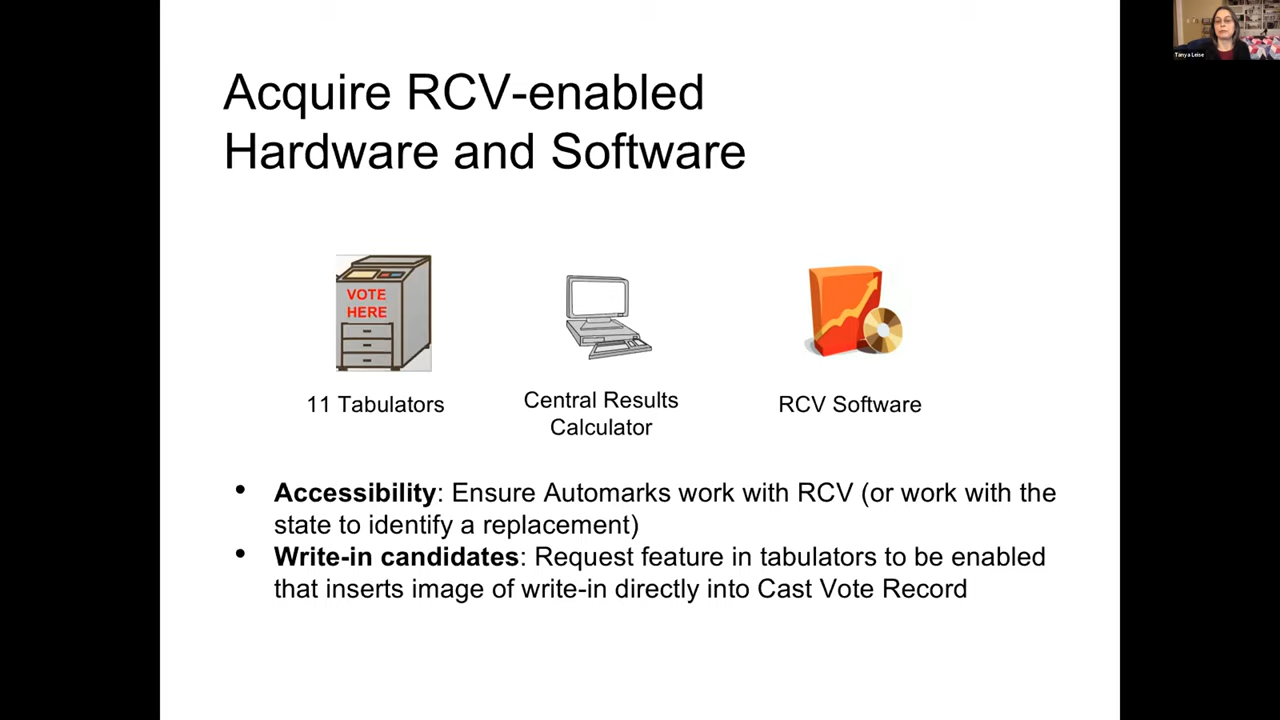 Acquire RCV-enabled
Hardware and Software
VOTE
HERE
11 Tabulators
Central Results
Calculator
RCV Software
• Accessibility: Ensure Automarks work with RCV (or work with the
state to identify a replacement)
• Write-in candidates: Request feature in tabulators to be enabled
that inserts image of write-in directly into Cast Vote Record
Tanya Leise